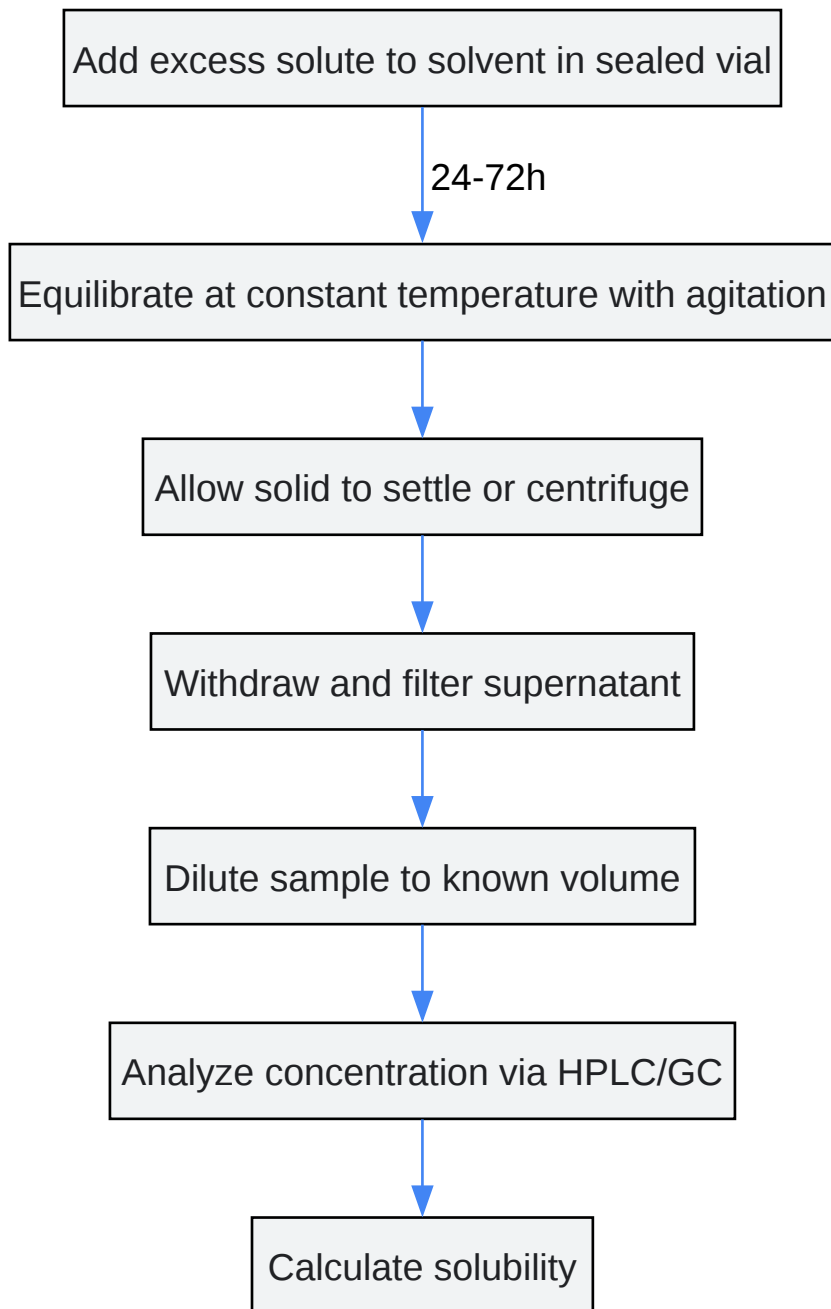 Add excess solute to solvent in sealed vial
24-72h
Equilibrate at constant temperature with agitation
Allow solid to settle or centrifuge
Withdraw and filter supernatant
Dilute sample to known volume
Analyze concentration via HPLC/GC
Calculate solubility